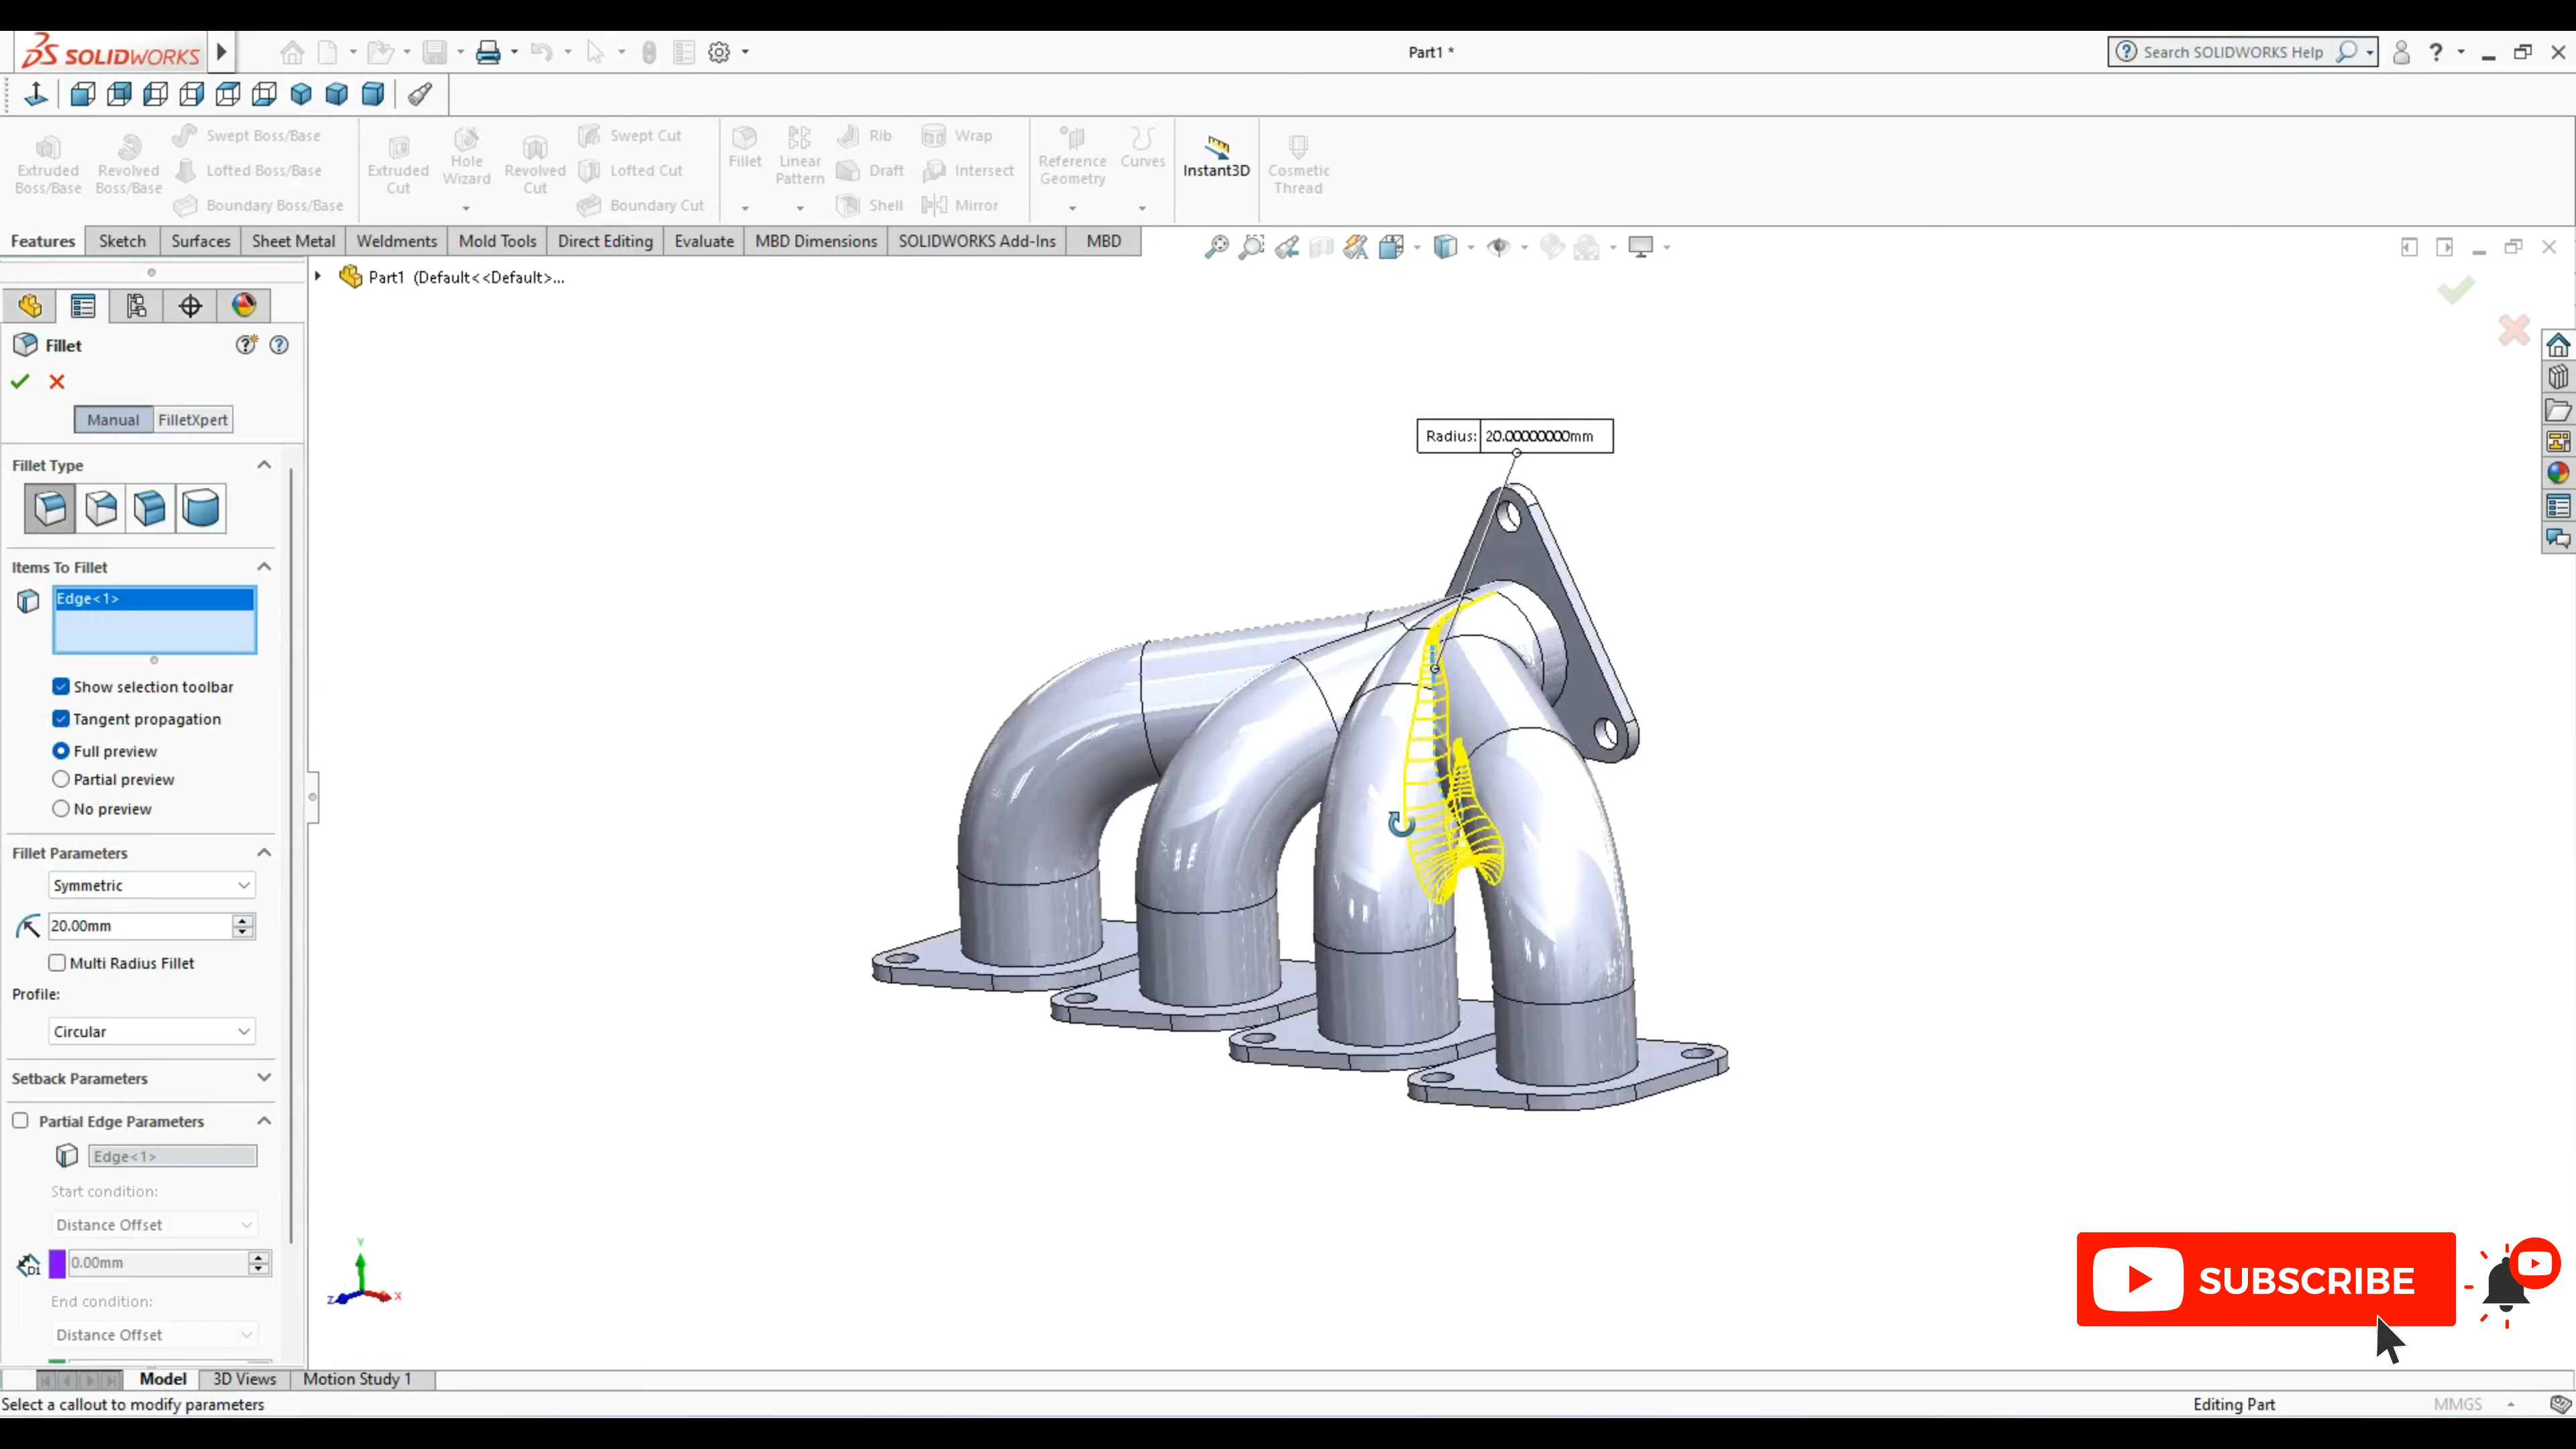 SOLIDWORKS
Part1 *
Search SOLIDWORKS Help
Extruded Boss/Base
Revolved Boss/Base
Swept Boss/Base
Lofted Boss/Base
Boundary Boss/Base
Extruded Cut
Hole Wizard
Revolved Cut
Swept Cut
Lofted Cut
Boundary Cut
Fillet
Linear Pattern
Rib
Draft
Shell
Wrap
Intersect
Mirror
Reference Geometry
Curves
Instant3D
Cosmetic Thread
Features Sketch Surfaces Sheet Metal Weldments Mold Tools Direct Editing Evaluate MBD Dimensions SOLIDWORKS Add-Ins MBD
Part1 (Default<<Default>...
Fillet
Manual FilletXpert
Fillet Type
Items To Fillet
Edge<1>
Show selection toolbar
Tangent propagation
Full preview
Partial preview
No preview
Fillet Parameters
Symmetric
20.00mm
Multi Radius Fillet
Profile:
Circular
Setback Parameters
Partial Edge Parameters
Edge<1>
Start condition:
Distance Offset
D1 0.00mm
End condition:
Distance Offset
Radius: 20.00000000mm
Y
Z X
SUBSCRIBE
Model 3D Views Motion Study 1
Select a callout to modify parameters
Editing Part MMGS